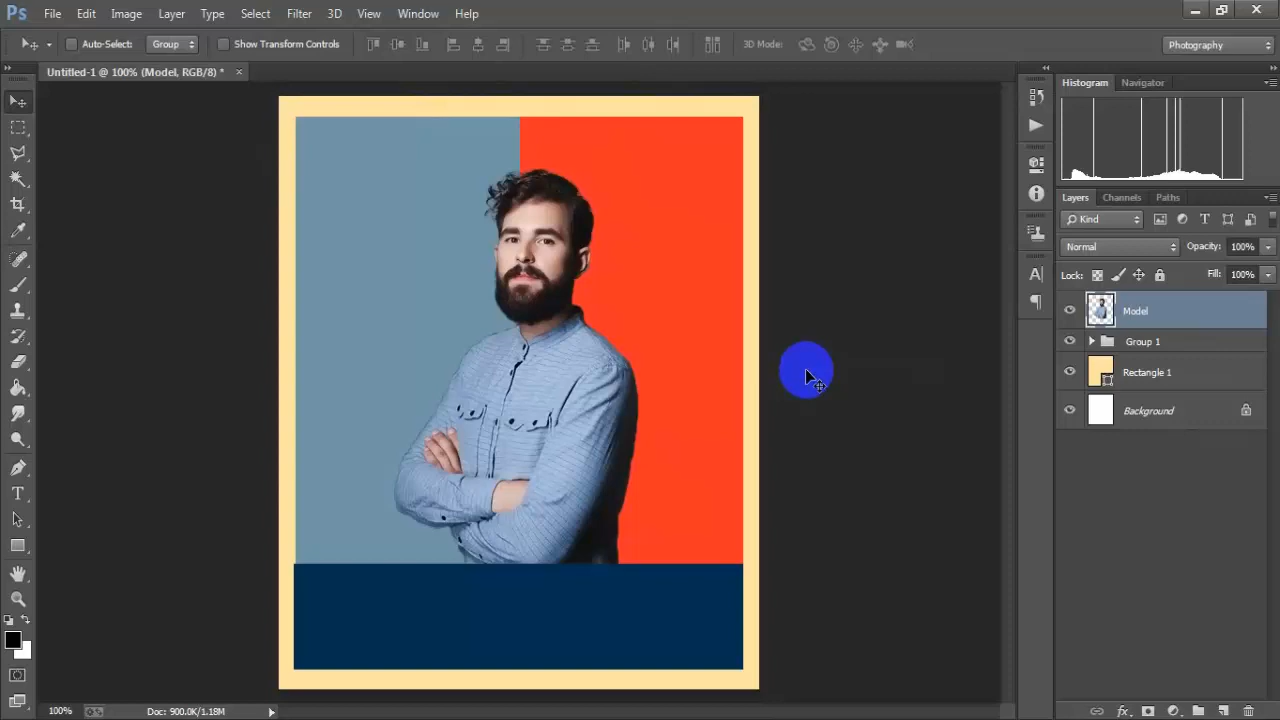 Ps File Edit Image Layer Type Select Filter 3D View Window Help
Auto-Select: Group Show Transform Controls 3D Mode: Photography
Untitled-1 @ 100% (Model, RGB/8) * ×
Histogram Navigator
Layers Channels Paths
Kind T
Normal Opacity: 100%
Lock: Fill: 100%
Model
Group 1
Rectangle 1
Background
fx
100% Doc: 900.0K/1.18M